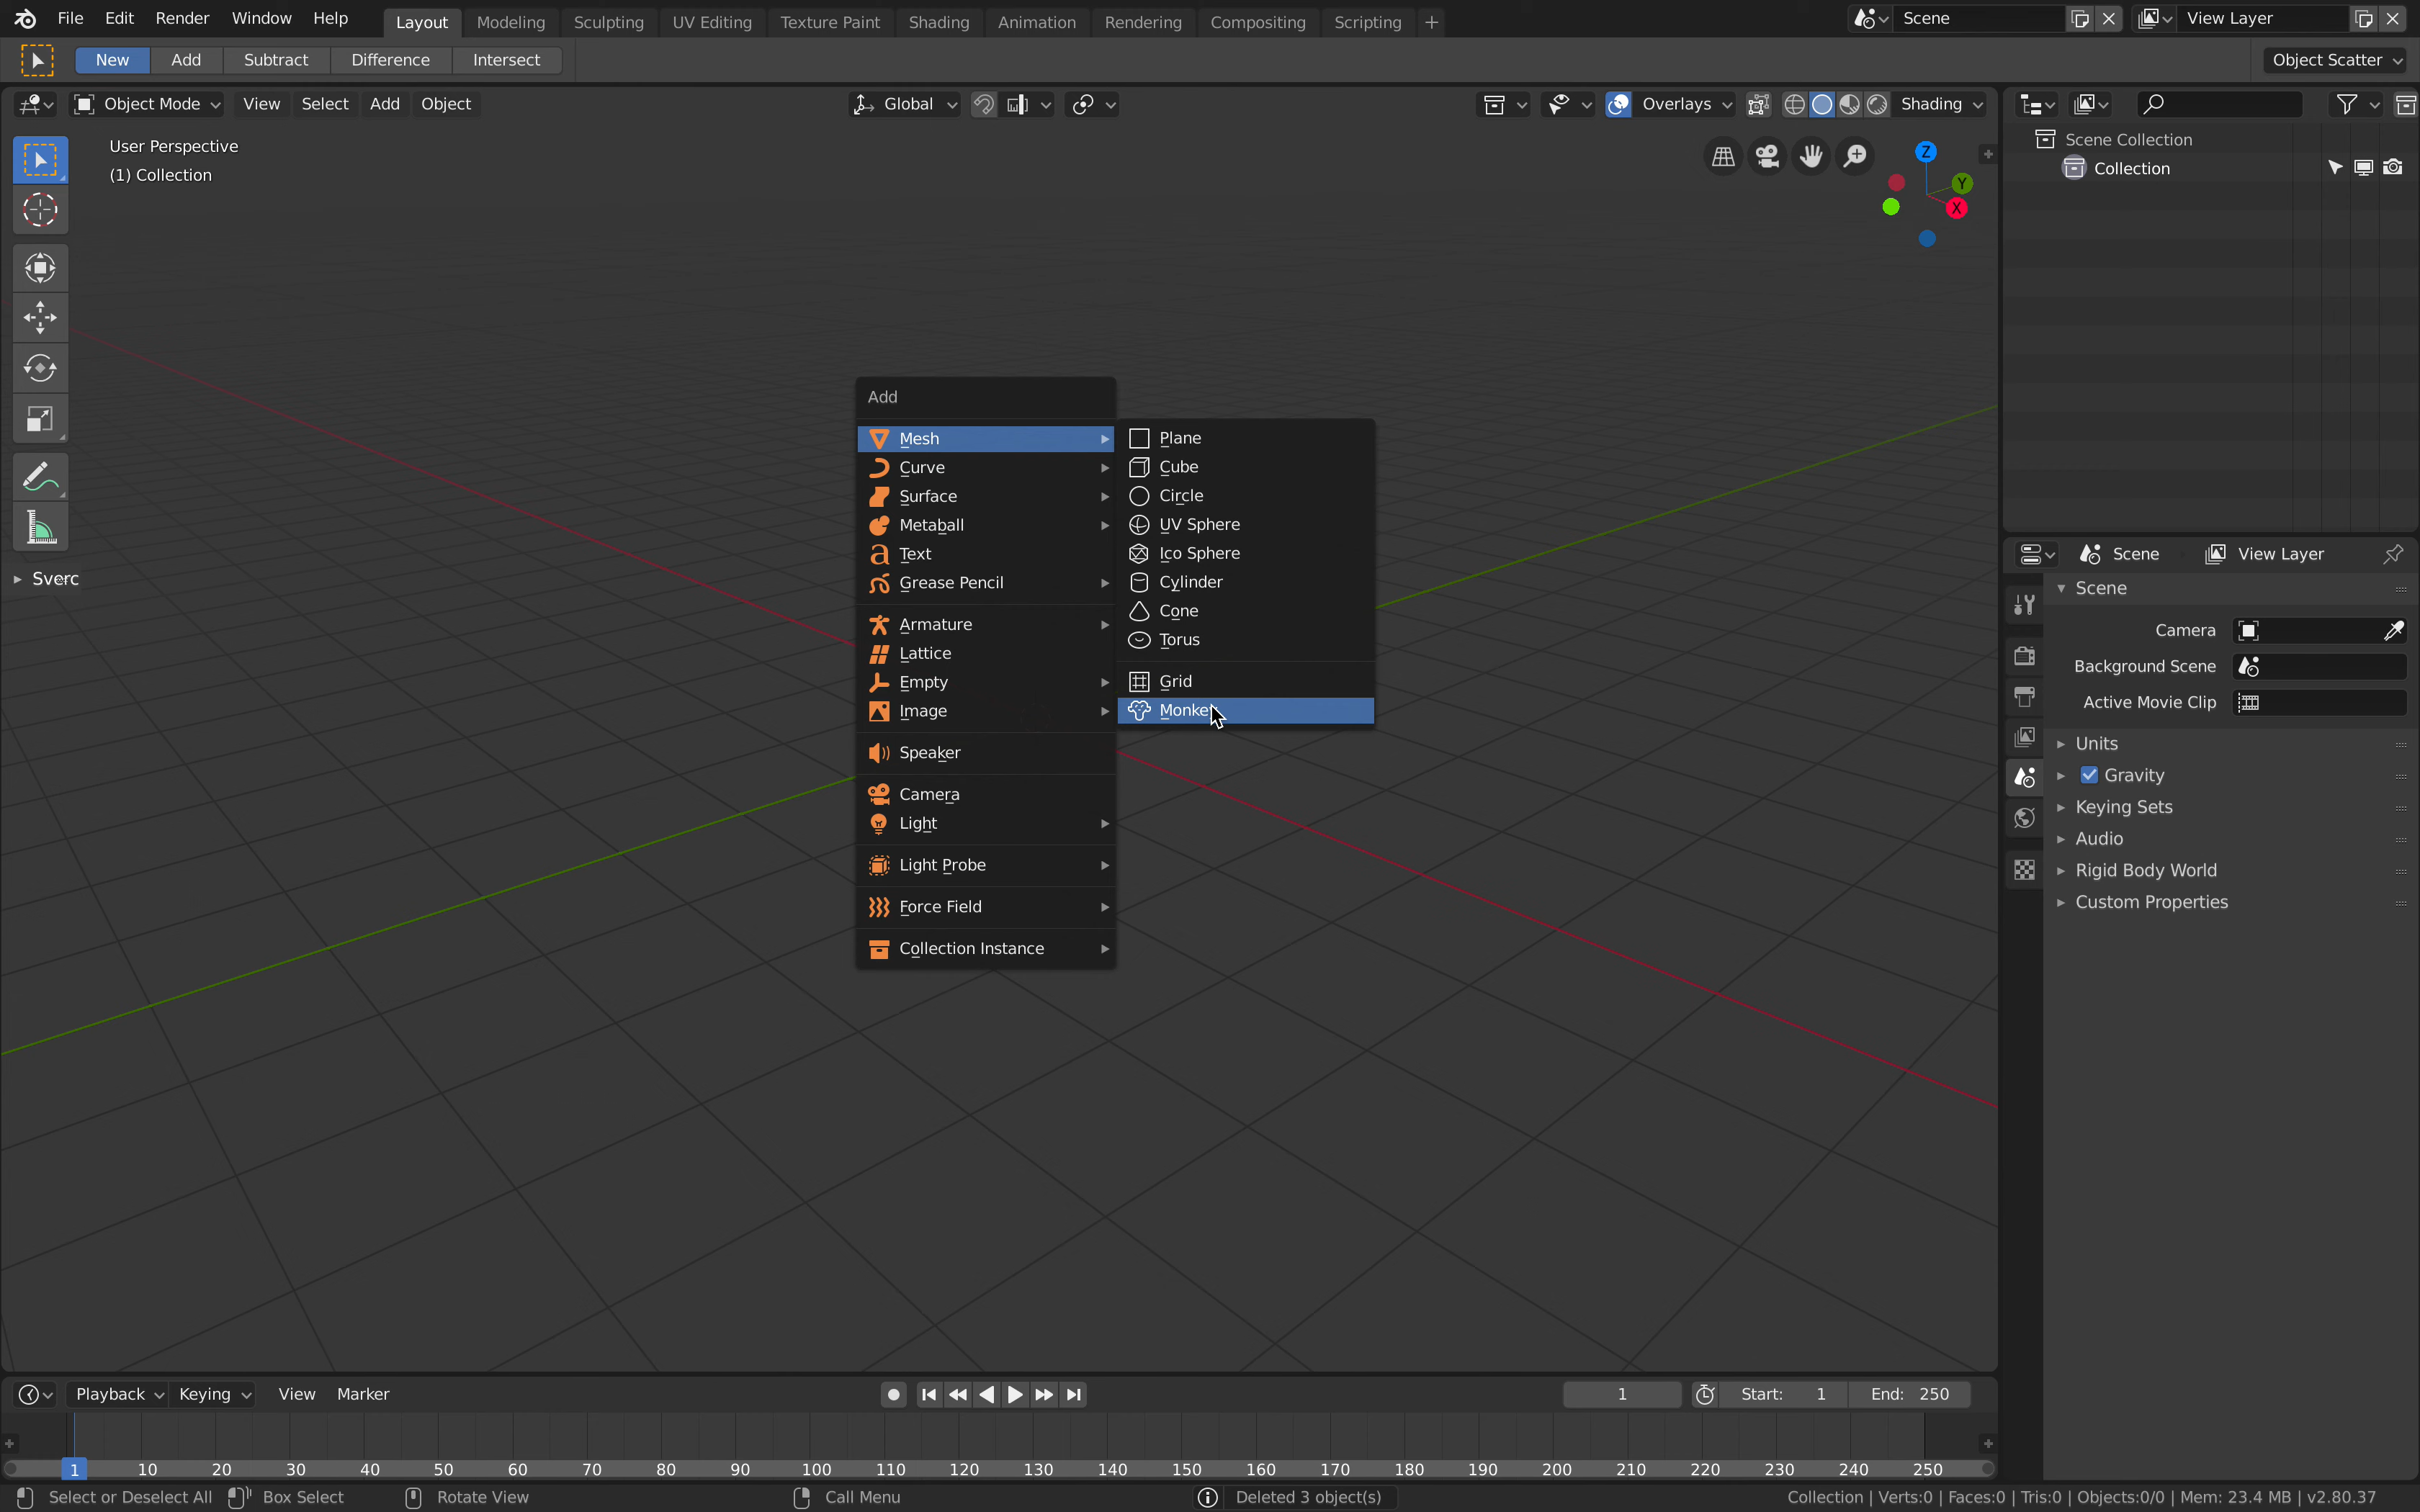 File Edit Render Window Help Layout Modeling Sculpting UV Editing Texture Paint Shading Animation Rendering Compositing Scripting + Scene View Layer
New Add Subtract Difference Intersect Object Scatter
Object Mode View Select Add Object Global Overlays Shading
User Perspective
(1) Collection
Z
Y
X
Scene Collection
Collection
Add
Mesh
Curve
Surface
Metaball
Text
Grease Pencil
Armature
Lattice
Empty
Image
Speaker
Camera
Light
Light Probe
Force Field
Collection Instance
Plane
Cube
Circle
UV Sphere
Ico Sphere
Cylinder
Cone
Torus
Grid
Scene View Layer
Scene
Camera
Background Scene
Active Movie Clip
Units
Gravity
Keying Sets
Audio
Rigid Body World
Custom Properties
Playback Keying View Marker 1 Start: 1 End: 250
1 10 20 30 40 50 60 70 80 90 100 110 120 130 140 150 160 170 180 190 200 210 220 230 240 250
Select or Deselect All Box Select Rotate View Call Menu Deleted 3 object(s) Collection | Verts:0 | Faces:0 | Tris:0 | Objects:0/0 | Mem: 23.4 MB | v2.80.37